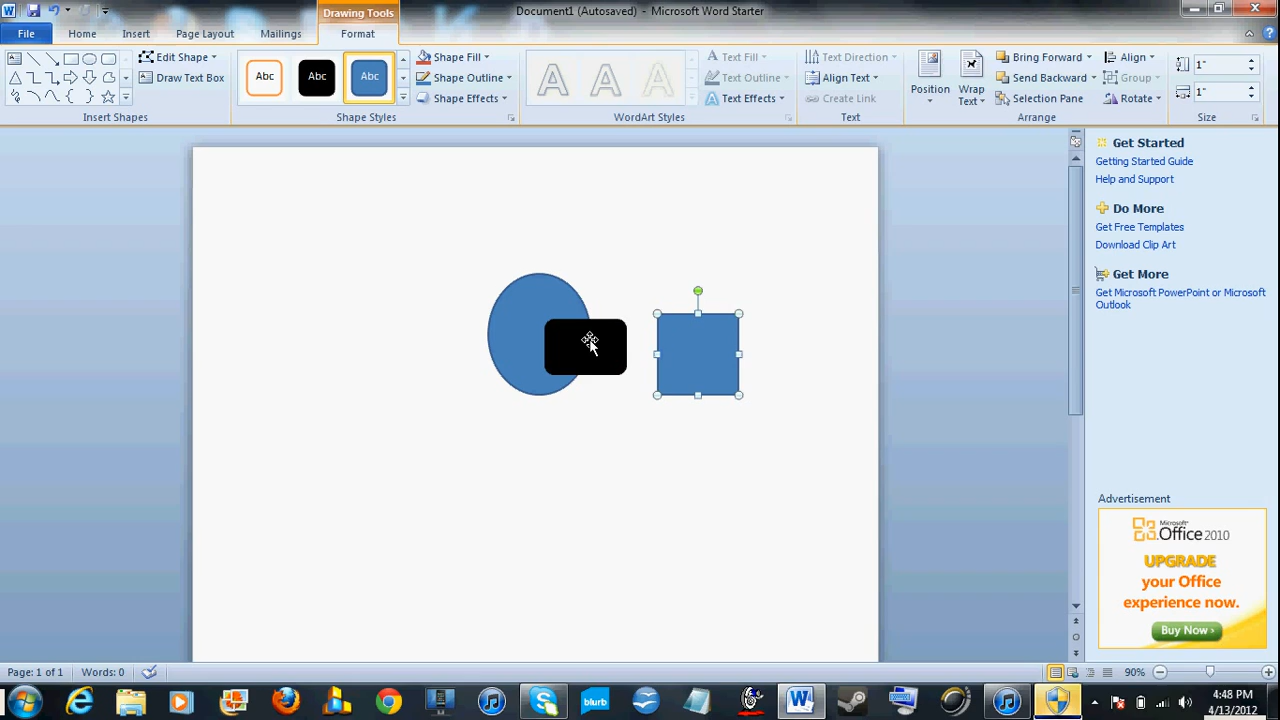 Drawing Tools
Document1 (Autosaved) - Microsoft Word Starter
File Home Insert Page Layout Mailings Format
Edit Shape
Draw Text Box
Insert Shapes
Abc Abc Abc
Shape Fill
Shape Outline
Shape Effects
Shape Styles
A A A
Text Fill
Text Outline
Text Effects
WordArt Styles
Text Direction
Align Text
Create Link
Text
Position
Wrap
Text
Bring Forward
Send Backward
Selection Pane
Align
Group
Rotate
Arrange
1"
1"
Size
Get Started
Getting Started Guide
Help and Support
Do More
Get Free Templates
Download Clip Art
Get More
Get Microsoft PowerPoint or Microsoft
Outlook
Advertisement
Microsoft
Office 2010
UPGRADE
your Office
experience now.
Buy Now ›
Page: 1 of 1 Words: 0 90%
blurb
4:48 PM
4/13/2012